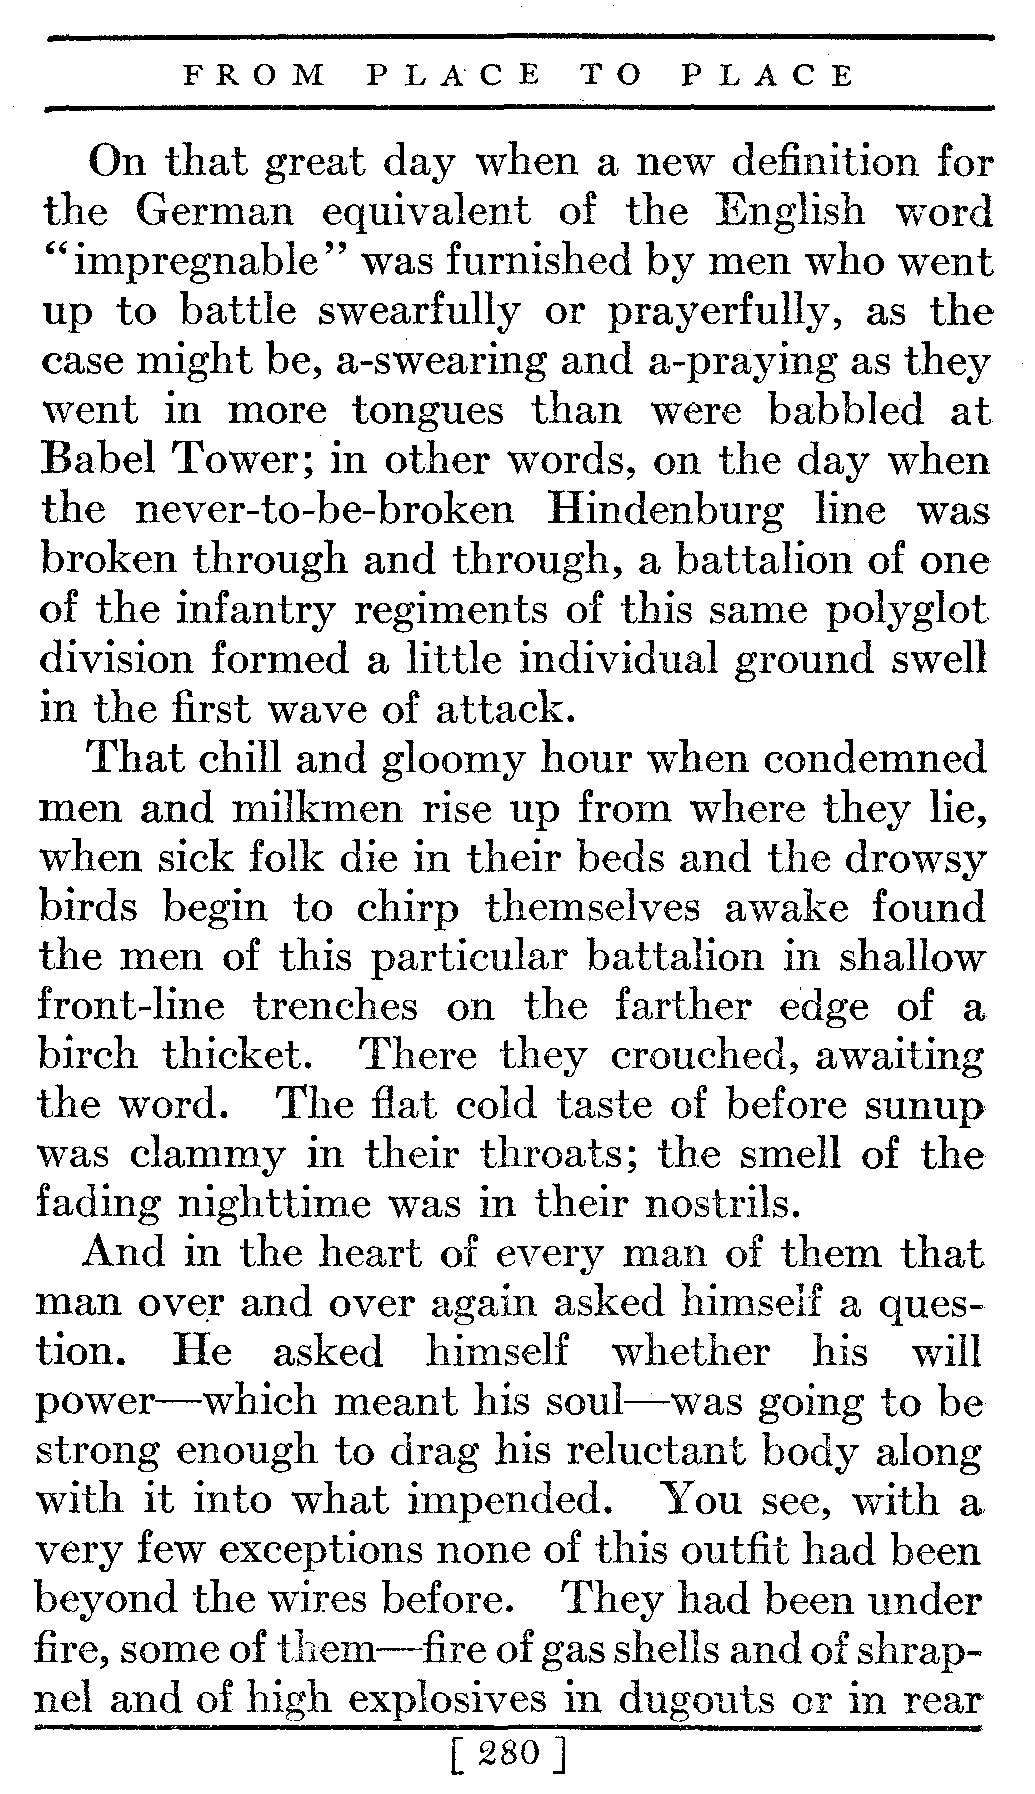 FROM PLACE TO PLACE
On that great day when a new definition for
the German equivalent of the English word
“impregnable” was furnished by men who went
up to battle swearfully or prayerfully, as the
case might be, a-swearing and a-praying as they
went in more tongues than were babbled at
Babel Tower; in other words, on the day when
the never-to-be-broken Hindenburg line was
broken through and through, a battalion of one
of the infantry regiments of this same polyglot
division formed a little individual ground swell
in the first wave of attack.
That chill and gloomy hour when condemned
men and milkmen rise up from where they lie,
when sick folk die in their beds and the drowsy
birds begin to chirp themselves awake found
the men of this particular battalion in shallow
front-line trenches on the farther edge of a
birch thicket. There they crouched, awaiting
the word. The flat cold taste of before sunup
was clammy in their throats; the smell of the
fading nighttime was in their nostrils.
And in the heart of every man of them that
man over and over again asked himself a ques-
tion. He asked himself whether his will
power—which meant his soul—was going to be
strong enough to drag his reluctant body along
with it into what impended. You see, with a
very few exceptions none of this outfit had been
beyond the wires before. They had been under
fire, some of them—fire of gas shells and of shrap-
nel and of high explosives in dugouts or in rear
[ 280 ]